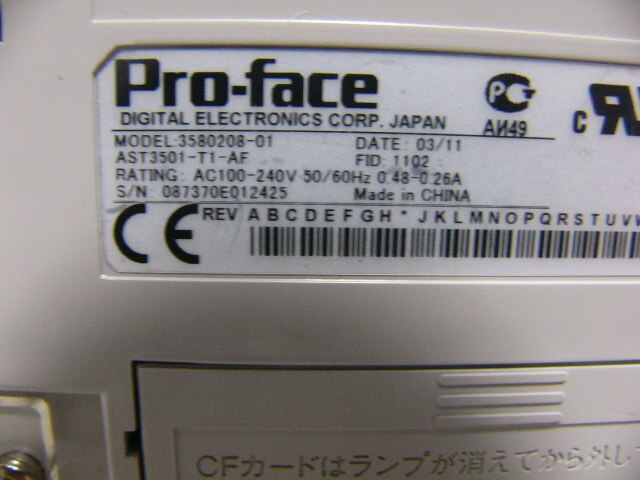 Pro-face
DIGITAL ELECTRONICS CORP. JAPAN
РСТ
АИ49
c
MODEL:3580208-01 DATE: 03/11
AST3501-T1-AF FID: 1102
RATING: AC100-240V 50/60Hz 0.48-0.26A
S/N: 087370E012425 Made in CHINA
CE REV A B C D E F G H * J K L M N O P Q R S T U V
CFカードはランプが消えてから外し